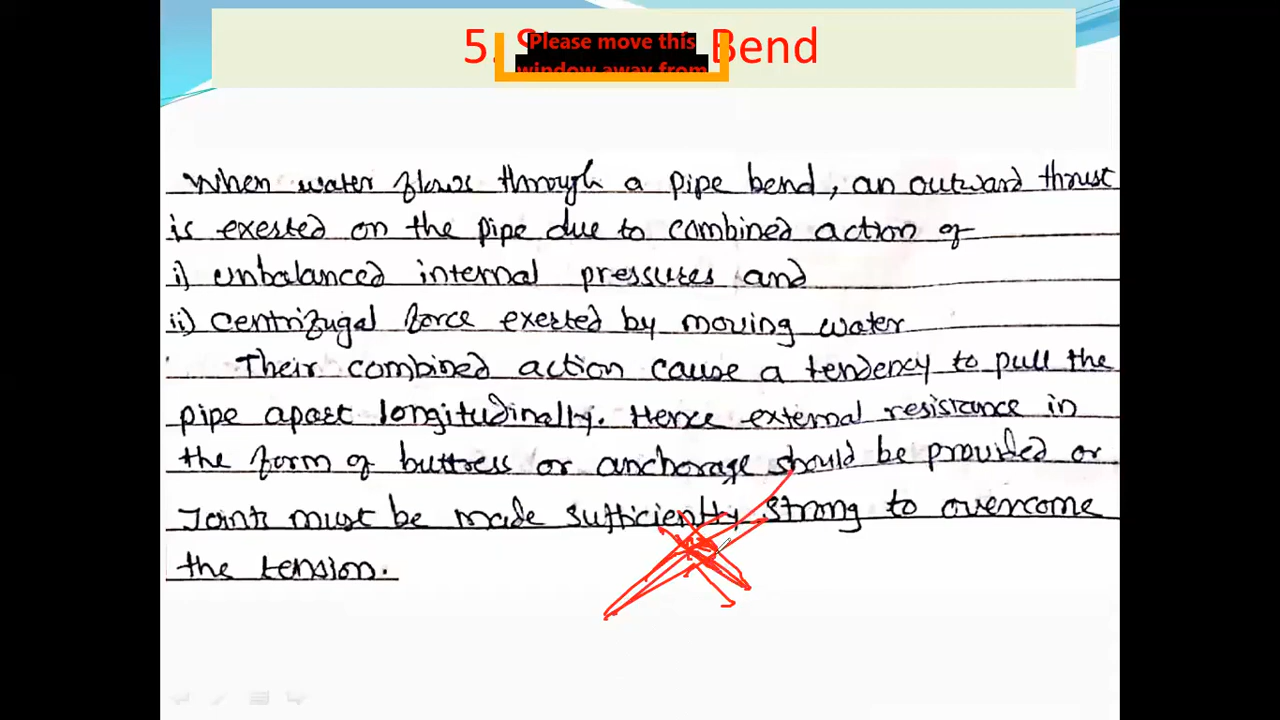 5. S Bend
Please move this
window away from
When water flows through a pipe bend, an outward thrust
is exerted on the pipe due to combined action of
i) unbalanced internal pressures and
ii) centrifugal force exerted by moving water
Their combined action cause a tendency to pull the
pipe apart longitudinally. Hence external resistance in
the form of buttress or anchorage should be provided or
Joints must be made sufficiently strong to overcome
the tension.